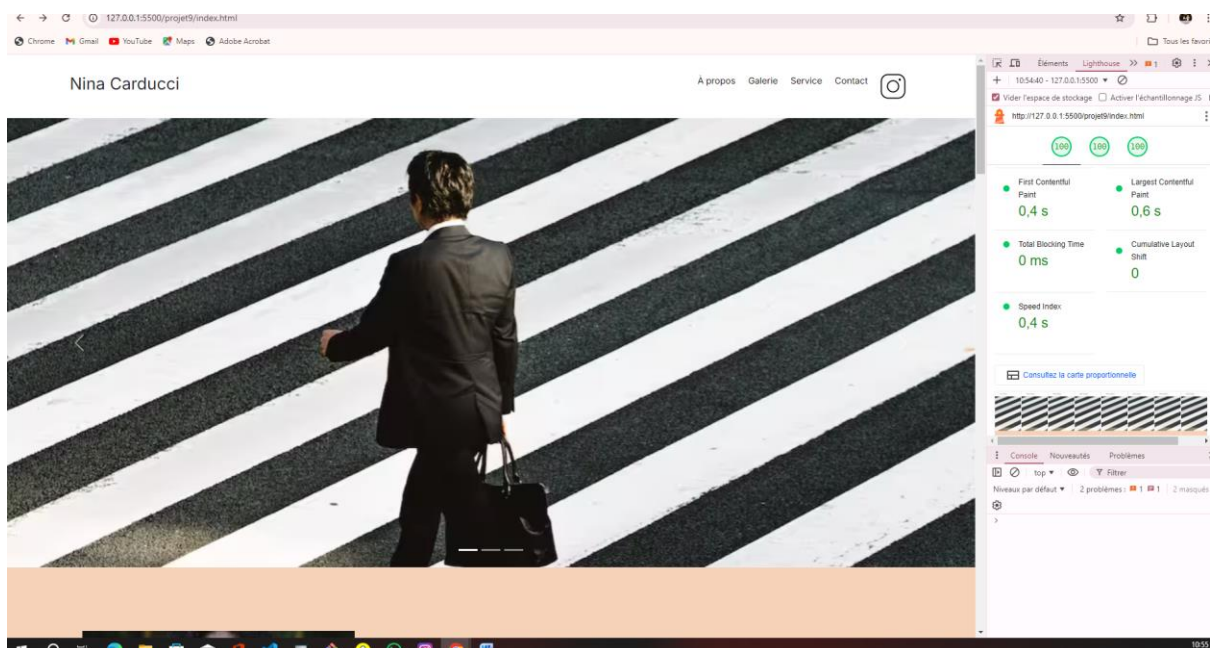 127.0.0.1:5500/projet9/index.html
Chrome Gmail YouTube Maps Adobe Acrobat
Tous les favori
Nina Carducci
À propos Galerie Service Contact
Éléments Lighthouse 1
10:54:40 - 127.0.0.1:5500
Vider l'espace de stockage Activer l'échantillonnage JS
http://127.0.0.1:5500/projet9/index.html
100 100 100
First Contentful Paint
0,4 s
Largest Contentful Paint
0,6 s
Total Blocking Time
0 ms
Cumulative Layout Shift
0
Speed Index
0,4 s
Consultez la carte proportionnelle
Console Nouveautés Problèmes
top Filtrer
Niveaux par défaut 2 problèmes : 1 1 2 masqués
10:55